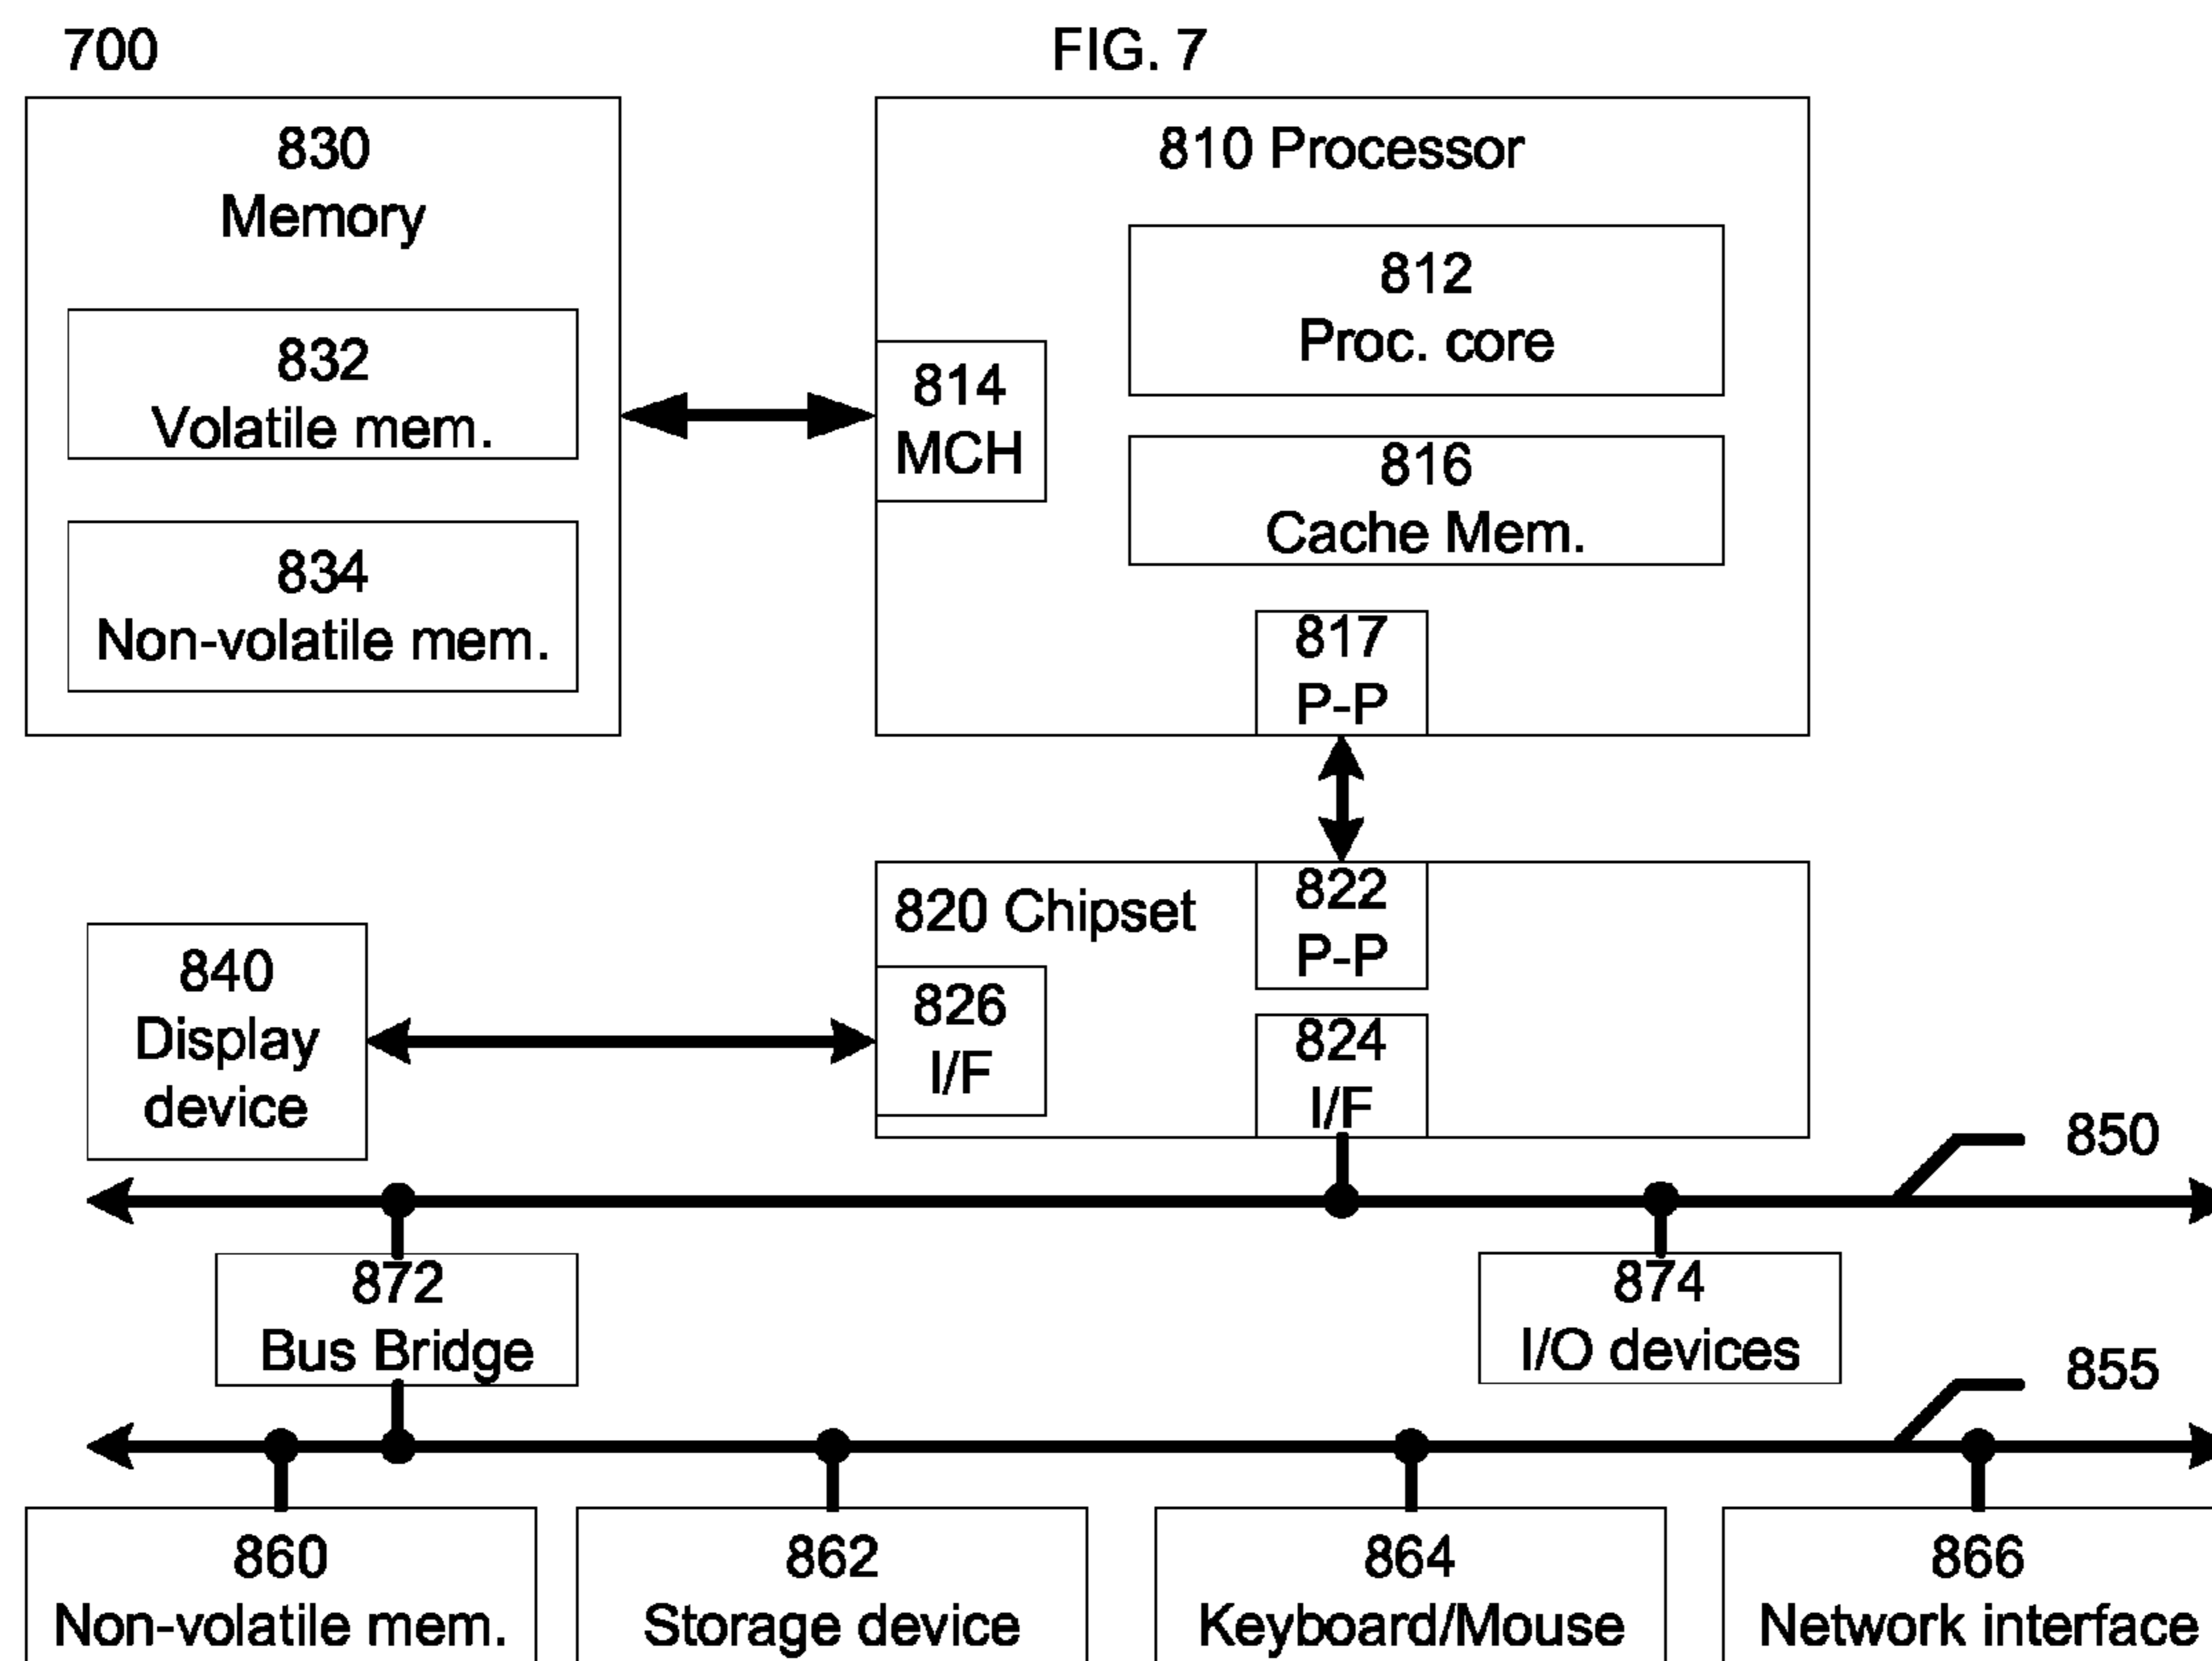 700
FIG. 7
830
Memory
832
Volatile mem.
834
Non-volatile mem.
810 Processor
812
Proc. core
814
MCH
816
Cache Mem.
817
P-P
820 Chipset
822
P-P
826
I/F
824
I/F
840
Display
device
850
872
Bus Bridge
874
I/O devices
855
860
Non-volatile mem.
862
Storage device
864
Keyboard/Mouse
866
Network interface